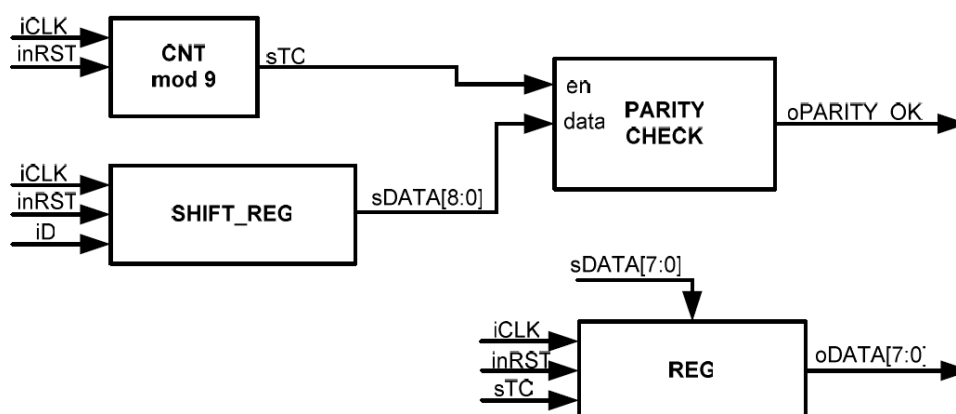 iCLK
inRST
CNT
mod 9
sTC
en
data
PARITY
CHECK
oPARITY_OK
iCLK
inRST
iD
SHIFT_REG
sDATA[8:0]
sDATA[7:0]
iCLK
inRST
sTC
REG
oDATA[7:0]